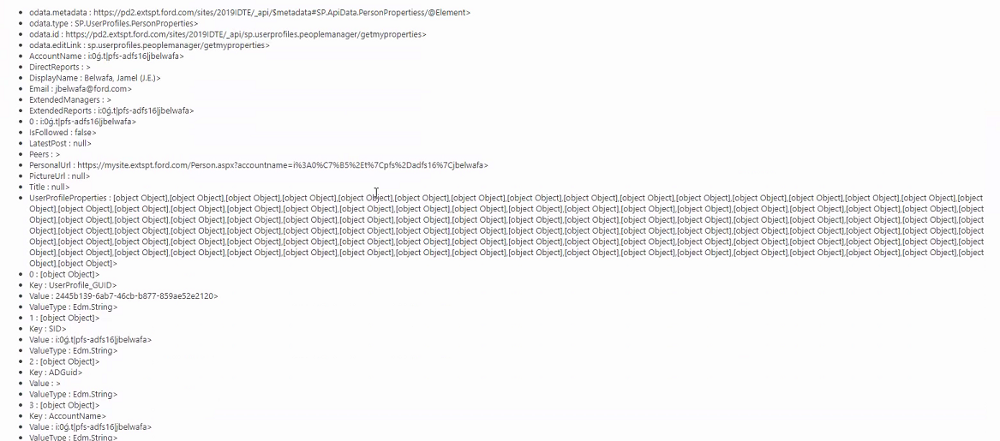 odata.metadata : https://pd2.extspt.ford.com/sites/2019IDTE/_api/$metadata#SP.ApiData.PersonPropertiess/@Element>
odata.type : SP.UserProfiles.PersonProperties>
odata.id : https://pd2.extspt.ford.com/sites/2019IDTE/_api/sp.userprofiles.peoplemanager/getmyproperties>
odata.editLink : sp.userprofiles.peoplemanager/getmyproperties>
AccountName : i:0ǵ.t|pfs-adfs16|jbelwafa>
DirectReports : >
DisplayName : Belwafa, Jamel (J.E.)>
Email : jbelwafa@ford.com>
ExtendedManagers : >
ExtendedReports : i:0ǵ.t|pfs-adfs16|jbelwafa>
0 : i:0ǵ.t|pfs-adfs16|jbelwafa>
IsFollowed : false>
LatestPost : null>
Peers : >
PersonalUrl : https://mysite.extspt.ford.com/Person.aspx?accountname=i%3A0%C7%B5%2Et%7Cpfs%2Dadfs16%7Cjbelwafa>
PictureUrl : null>
Title : null>
UserProfileProperties : [object Object],[object Object],[object Object],[object Object],[object Object],[object Object],[object Object],[object Object],[object Object],[object Object],[object Object],[object Object],[object Object],[object Object],[object Object],[object
Object],[object Object],[object Object],[object Object],[object Object],[object Object],[object Object],[object Object],[object Object],[object Object],[object Object],[object Object],[object Object],[object Object],[object Object],[object Object],[object Object],[object
Object],[object Object],[object Object],[object Object],[object Object],[object Object],[object Object],[object Object],[object Object],[object Object],[object Object],[object Object],[object Object],[object Object],[object Object],[object Object],[object Object],[object
Object],[object Object],[object Object],[object Object],[object Object],[object Object],[object Object],[object Object],[object Object],[object Object],[object Object],[object Object],[object Object],[object Object],[object Object],[object Object],[object Object],[object
Object],[object Object],[object Object],[object Object],[object Object],[object Object],[object Object],[object Object],[object Object],[object Object],[object Object],[object Object],[object Object],[object Object],[object Object],[object Object],[object Object],[object
Object],[object Object],[object Object],[object Object],[object Object],[object Object],[object Object],[object Object],[object Object],[object Object],[object Object],[object Object],[object Object],[object Object],[object Object],[object Object],[object Object],[object
Object],[object Object]>
0 : [object Object]>
Key : UserProfile_GUID>
Value : 2445b139-6ab7-46cb-b877-859ae52e2120>
ValueType : Edm.String>
1 : [object Object]>
Key : SID>
Value : i:0ǵ.t|pfs-adfs16|jbelwafa>
ValueType : Edm.String>
2 : [object Object]>
Key : ADGuid>
Value : >
ValueType : Edm.String>
3 : [object Object]>
Key : AccountName>
Value : i:0ǵ.t|pfs-adfs16|jbelwafa>
ValueType : Edm.String>